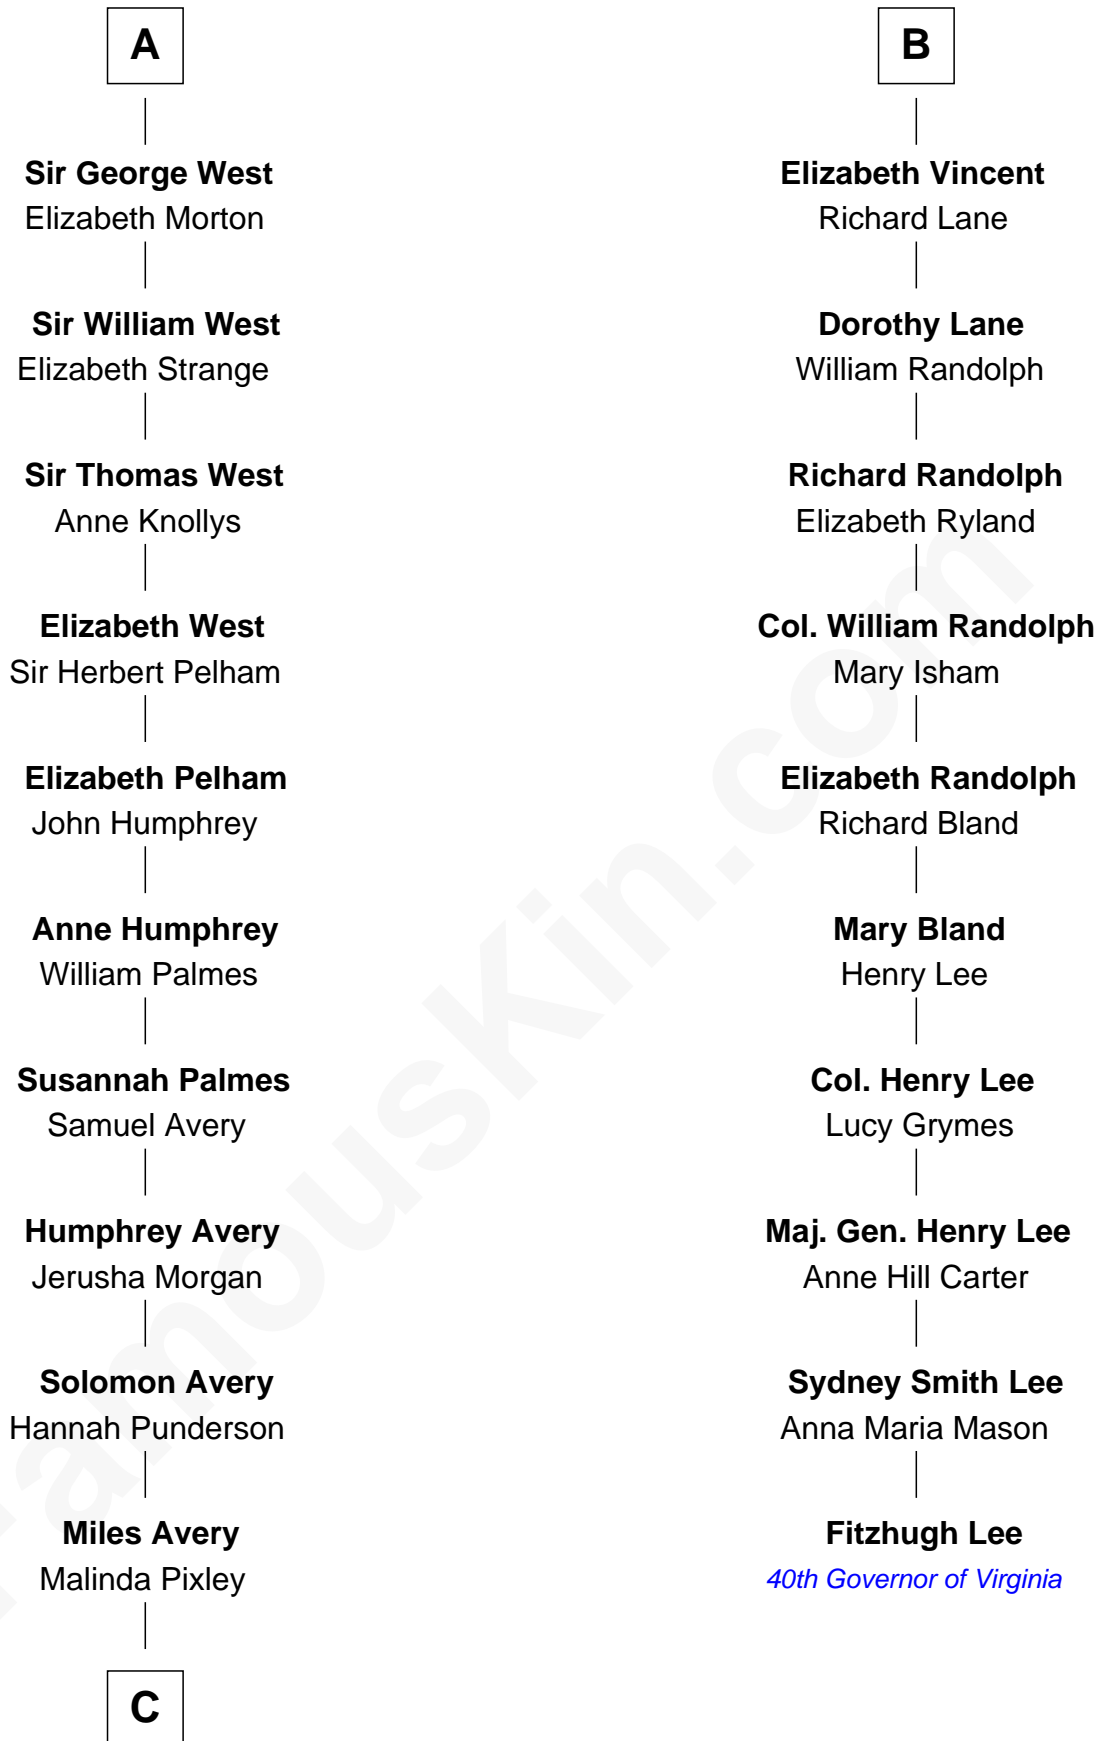 A
Sir George West
Elizabeth Morton
Sir William West
Elizabeth Strange
Sir Thomas West
Anne Knollys
Elizabeth West
Sir Herbert Pelham
Elizabeth Pelham
John Humphrey
Anne Humphrey
William Palmes
Susannah Palmes
Samuel Avery
Humphrey Avery
Jerusha Morgan
Solomon Avery
Hannah Punderson
Miles Avery
Malinda Pixley
C
B
Elizabeth Vincent
Richard Lane
Dorothy Lane
William Randolph
Richard Randolph
Elizabeth Ryland
Col. William Randolph
Mary Isham
Elizabeth Randolph
Richard Bland
Mary Bland
Henry Lee
Col. Henry Lee
Lucy Grymes
Maj. Gen. Henry Lee
Anne Hill Carter
Sydney Smith Lee
Anna Maria Mason
Fitzhugh Lee
40th Governor of Virginia
FamousKin.com